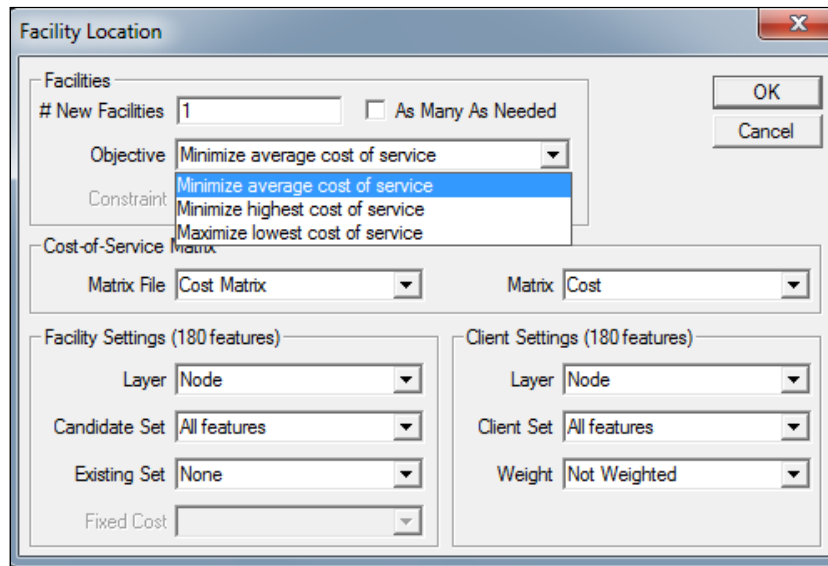 Facility Location
Facilities
# New Facilities 1 As Many As Needed
OK
Cancel
Objective Minimize average cost of service
Minimize average cost of service
Constraint
Minimize highest cost of service
Maximize lowest cost of service
Cost-of-Service Matrix
Matrix File Cost Matrix Matrix Cost
Facility Settings (180 features) Client Settings (180 features)
Layer Node Layer Node
Candidate Set All features Client Set All features
Existing Set None Weight Not Weighted
Fixed Cost